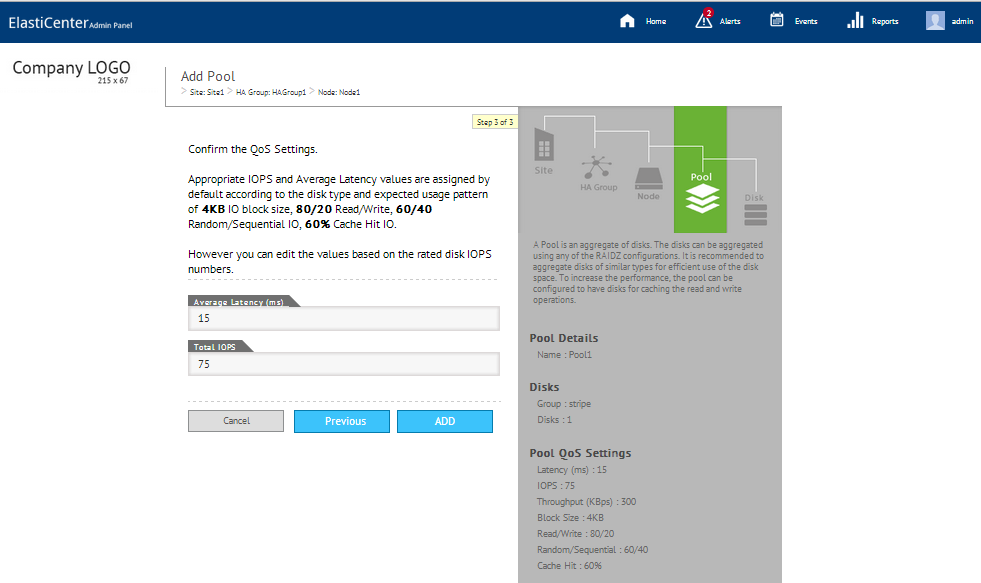 ElastiCenter Admin Panel
Home
2
Alerts
Events
Reports
admin
Company LOGO
215 x 67
Add Pool
> Site: Site1 > HA Group: HAGroup1 > Node: Node1
Step 3 of 3
Confirm the QoS Settings.
Appropriate IOPS and Average Latency values are assigned by
default according to the disk type and expected usage pattern
of 4KB IO block size, 80/20 Read/Write, 60/40
Random/Sequential IO, 60% Cache Hit IO.
However you can edit the values based on the rated disk IOPS
numbers.
Average Latency (ms)
15
Total IOPS
75
Cancel
Previous
ADD
Site
HA Group
Node
Pool
Disk
A Pool is an aggregate of disks. The disks can be aggregated
using any of the RAIDZ configurations. It is recommended to
aggregate disks of similar types for efficient use of the disk
space. To increase the performance, the pool can be
configured to have disks for caching the read and write
operations.
Pool Details
Name : Pool1
Disks
Group : stripe
Disks : 1
Pool QoS Settings
Latency (ms) : 15
IOPS : 75
Throughput (KBps) : 300
Block Size : 4KB
Read/Write : 80/20
Random/Sequential : 60/40
Cache Hit : 60%